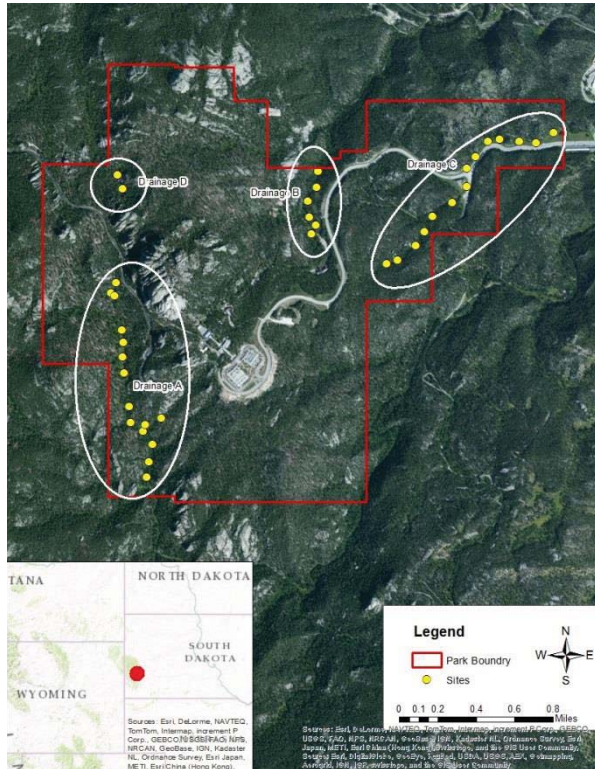 Drainage C
Drainage D
Drainage B
Drainage A
TANA
NORTH DAKOTA
SOUTH
DAKOTA
WYOMING
Sources: Esri, DeLorme, NAVTEQ,
TomTom, Intermap, increment P
Corp., GEBCO,
NRCAN, GeoBase, IGN, Kadaster
NL, Ordnance Survey, Esri Japan,
METI, Esri China (Hong Kong),
Legend
Park Boundry
Sites
N
W
E
S
0 0.1 0.2 0.4 0.6 0.8
Miles